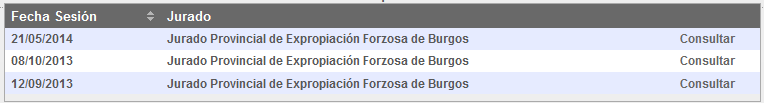 Fecha Sesión Jurado
21/05/2014 Jurado Provincial de Expropiación Forzosa de Burgos Consultar
08/10/2013 Jurado Provincial de Expropiación Forzosa de Burgos Consultar
12/09/2013 Jurado Provincial de Expropiación Forzosa de Burgos Consultar